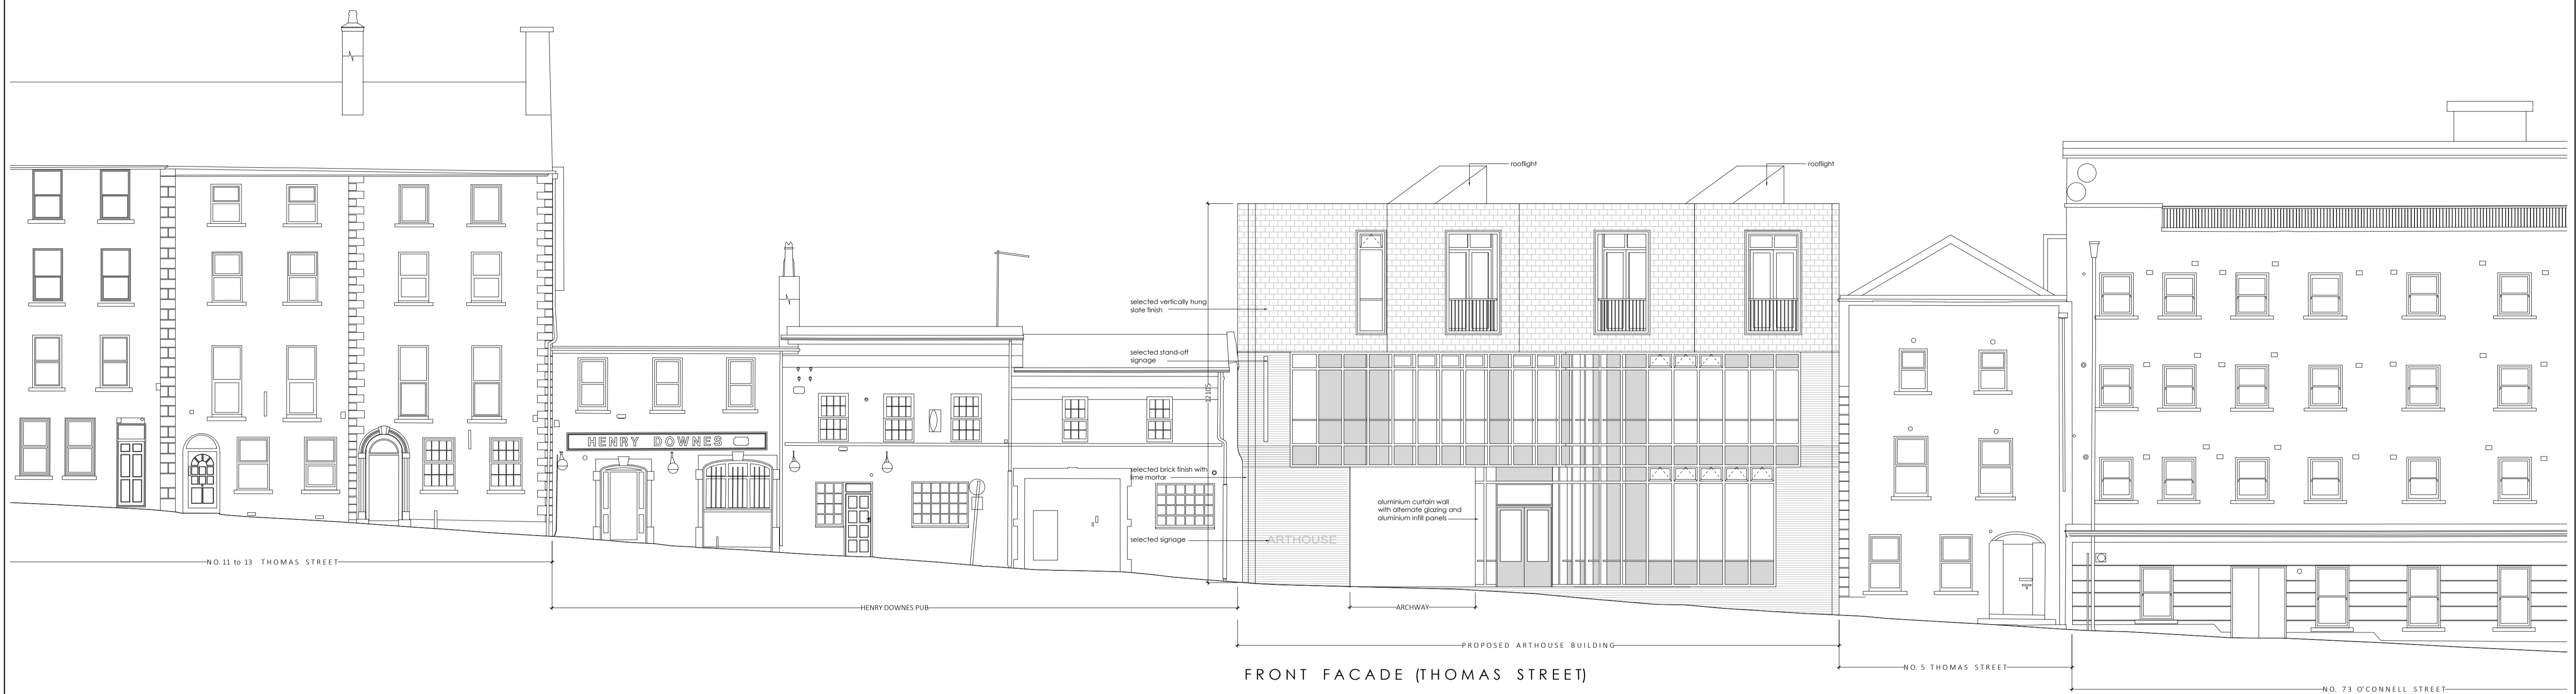 rooflight
rooflight
selected vertically hung
slate finish
selected stand-off
signage
12105
HENRY DOWNES
selected brick finish with
lime mortar
aluminium curtain wall
with alternate glazing and
aluminium infill panels
selected signage
ARTHOUSE
NO. 11 to 13 THOMAS STREET
HENRY DOWNES PUB
ARCHWAY
PROPOSED ARTHOUSE BUILDING
NO. 5 THOMAS STREET
FRONT FACADE (THOMAS STREET)
NO. 73 O'CONNELL STREET